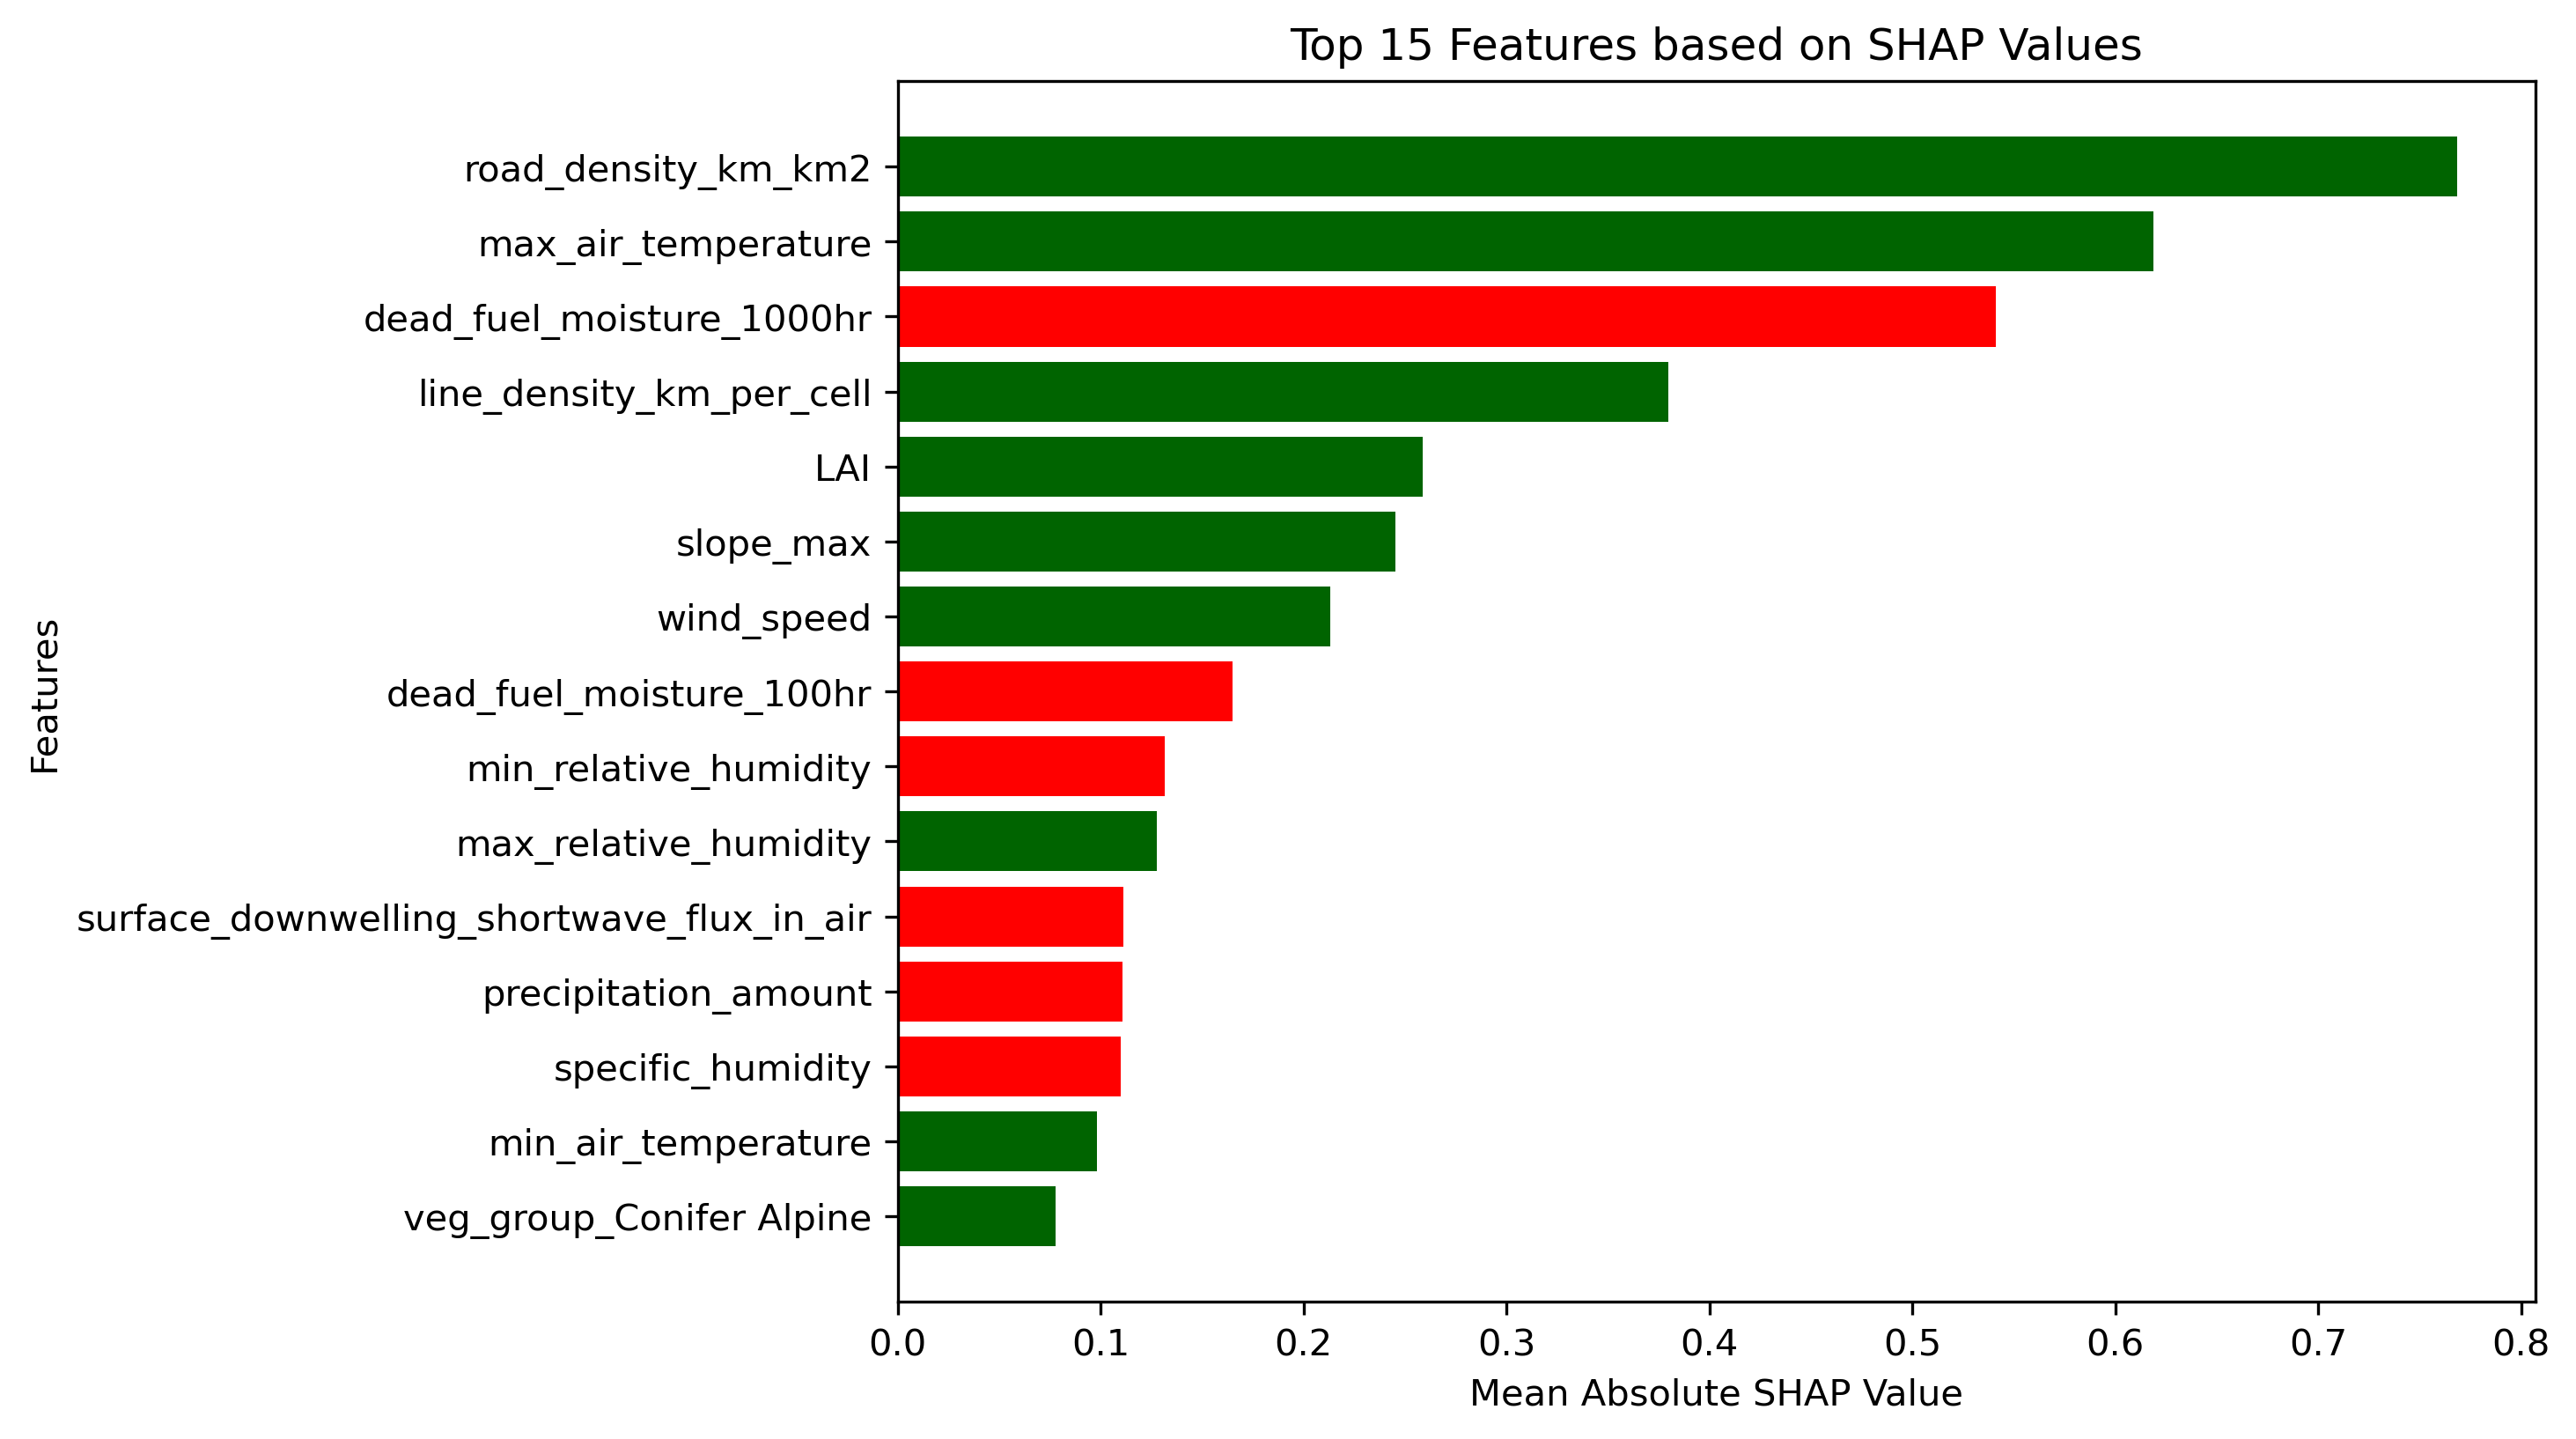 Top 15 Features based on SHAP Values
Features
road_density_km_km2
max_air_temperature
dead_fuel_moisture_1000hr
line_density_km_per_cell
LAI
slope_max
wind_speed
dead_fuel_moisture_100hr
min_relative_humidity
max_relative_humidity
surface_downwelling_shortwave_flux_in_air
precipitation_amount
specific_humidity
min_air_temperature
veg_group_Conifer Alpine
0.0 0.1 0.2 0.3 0.4 0.5 0.6 0.7 0.8
Mean Absolute SHAP Value